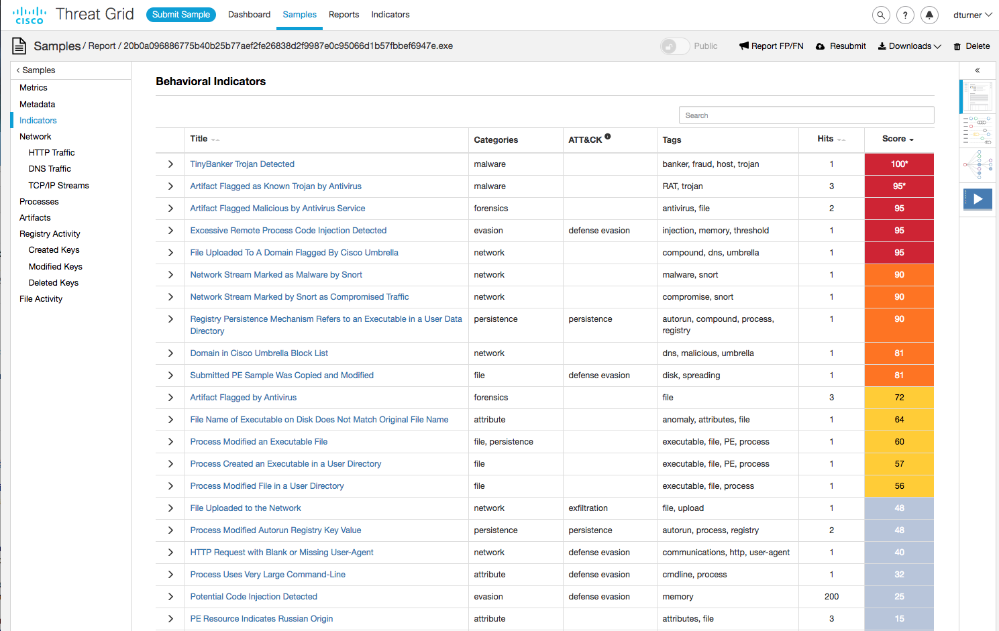 cisco
Threat Grid
Submit Sample
Dashboard
Samples
Reports
Indicators
?
dturner
Samples / Report / 20b0a096886775b40b25b77aef2fe26838d2f9987e0c95066d1b57fbbef6947e.exe
Public
Report FP/FN
Resubmit
Downloads
Delete
< Samples
Metrics
Metadata
Indicators
Network
HTTP Traffic
DNS Traffic
TCP/IP Streams
Processes
Artifacts
Registry Activity
Created Keys
Modified Keys
Deleted Keys
File Activity
«
Behavioral Indicators
Search
Title Categories ATT&CK Tags Hits Score
TinyBanker Trojan Detected malware banker, fraud, host, trojan 1 100*
Artifact Flagged as Known Trojan by Antivirus malware RAT, trojan 3 95*
Artifact Flagged Malicious by Antivirus Service forensics antivirus, file 2 95
Excessive Remote Process Code Injection Detected evasion defense evasion injection, memory, threshold 1 95
File Uploaded To A Domain Flagged By Cisco Umbrella network compound, dns, umbrella 1 95
Network Stream Marked as Malware by Snort network malware, snort 1 90
Network Stream Marked by Snort as Compromised Traffic network compromise, snort 1 90
Registry Persistence Mechanism Refers to an Executable in a User Data persistence persistence autorun, compound, process, 1 90
Directory registry
Domain in Cisco Umbrella Block List network dns, malicious, umbrella 1 81
Submitted PE Sample Was Copied and Modified file defense evasion disk, spreading 1 81
Artifact Flagged by Antivirus forensics file 3 72
File Name of Executable on Disk Does Not Match Original File Name attribute anomaly, attributes, file 1 64
Process Modified an Executable File file, persistence executable, file, PE, process 1 60
Process Created an Executable in a User Directory file executable, file, PE, process 1 57
Process Modified File in a User Directory file executable, file, process 1 56
File Uploaded to the Network network exfiltration file, upload 1 48
Process Modified Autorun Registry Key Value persistence persistence autorun, process, registry 2 48
HTTP Request with Blank or Missing User-Agent network defense evasion communications, http, user-agent 1 40
Process Uses Very Large Command-Line attribute defense evasion cmdline, process 1 32
Potential Code Injection Detected evasion defense evasion memory 200 25
PE Resource Indicates Russian Origin attribute attributes, file 3 15